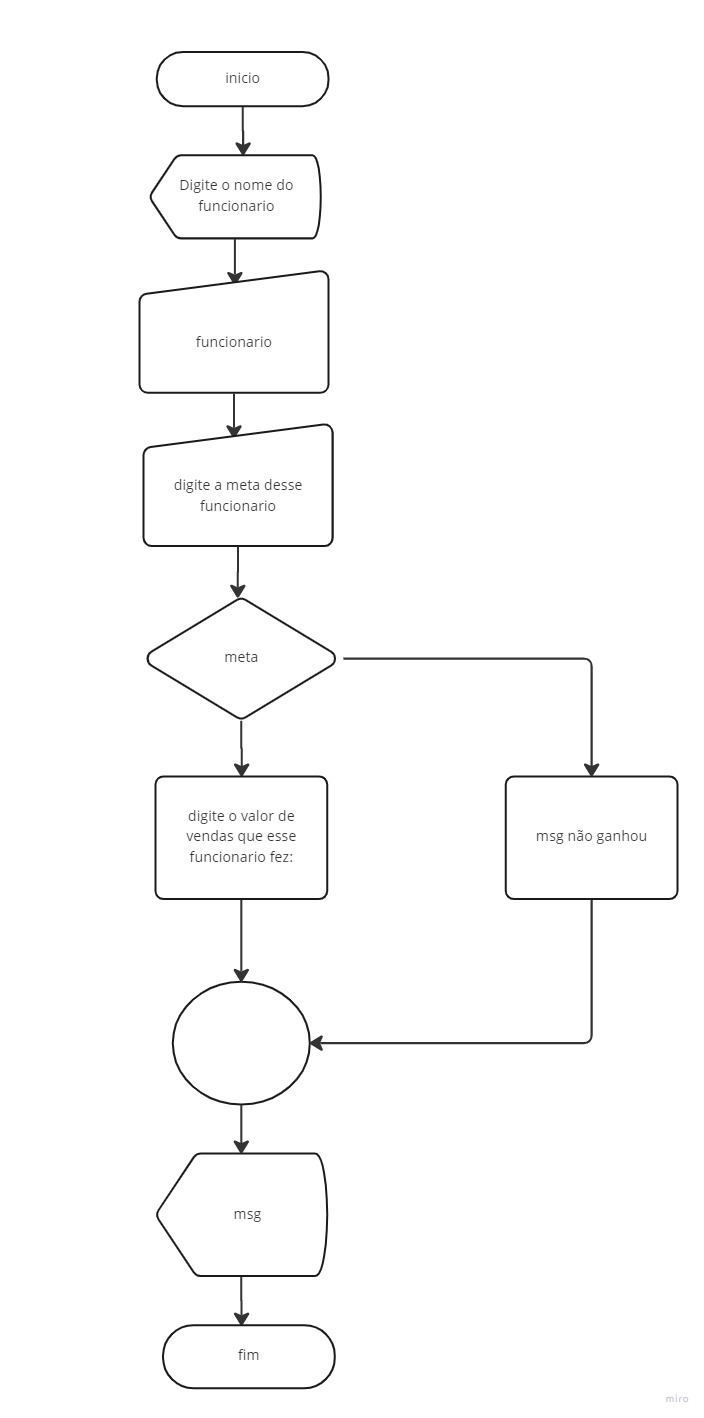 inicio
Digite o nome do
funcionario
funcionario
digite a meta desse
funcionario
meta
digite o valor de
vendas que esse
funcionario fez:
msg não ganhou
msg
fim
miro